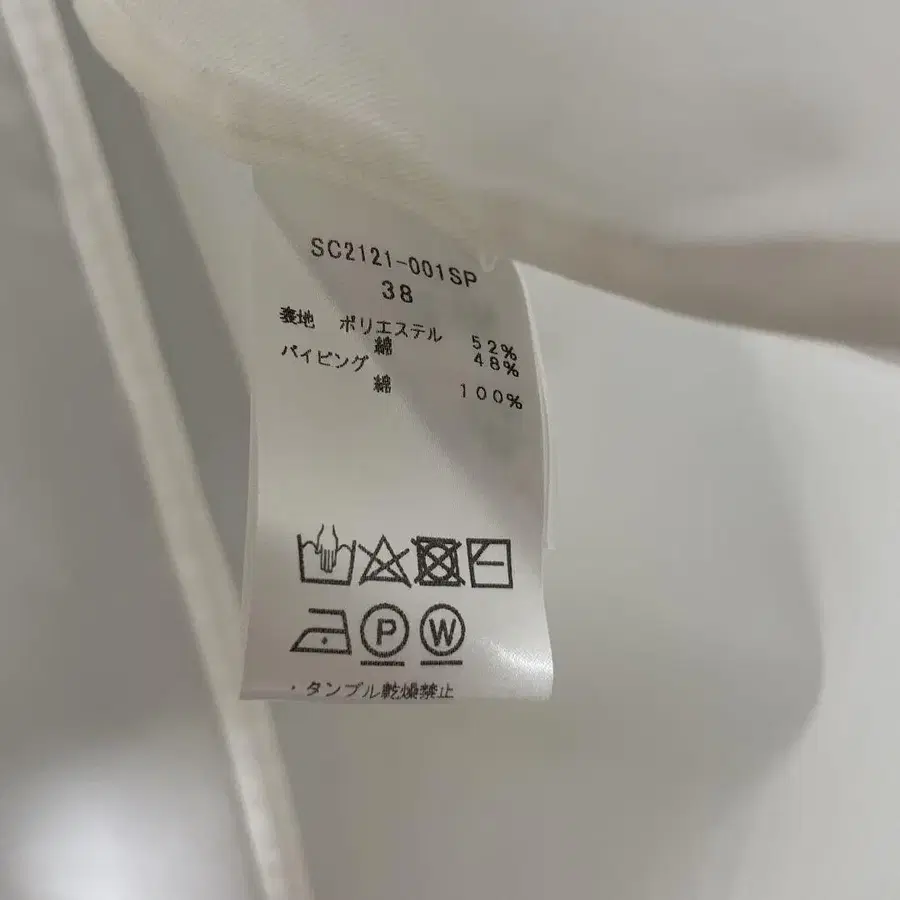 SC2121-001SP
38
表地 ポリエステル 52%
綿 48%
パイピング
綿 100%
P W
・タンブル乾燥禁止